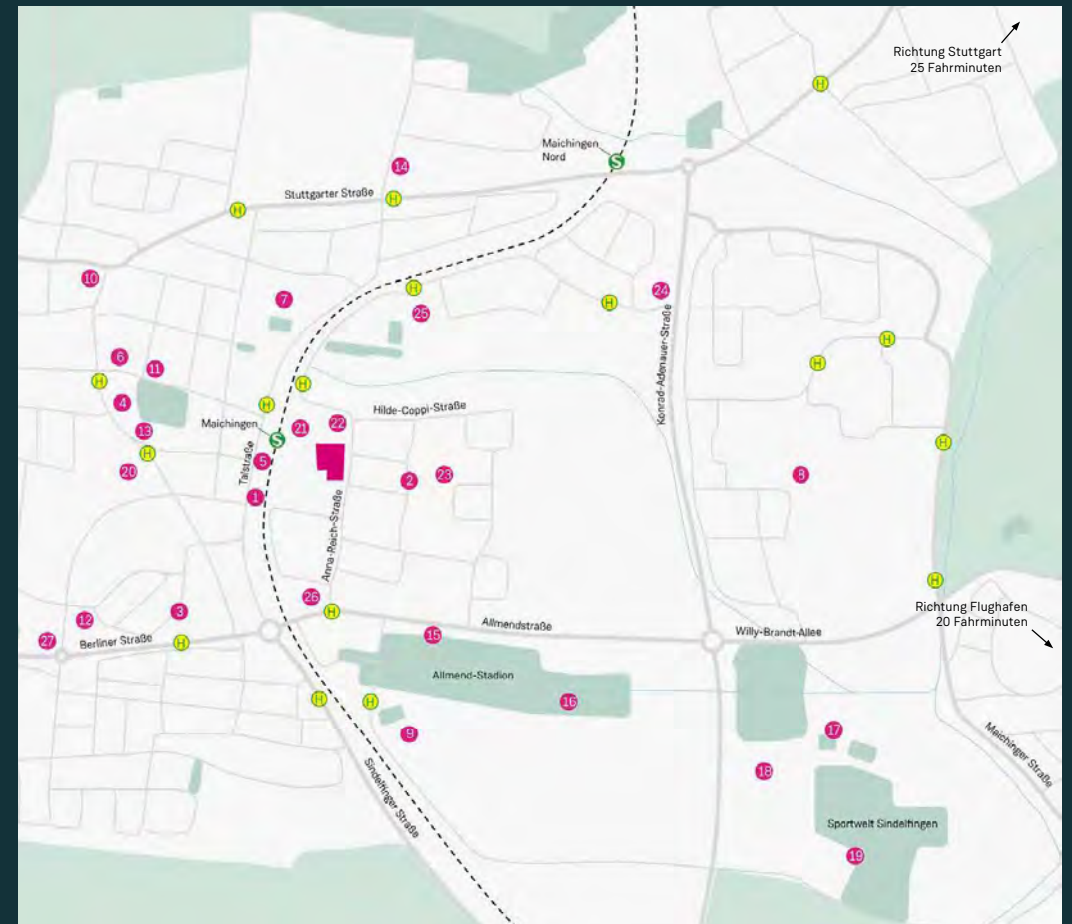 Richtung Stuttgart
25 Fahrminuten
H
Maichingen
Nord
S
14
Stuttgarter Straße
H
H
10
7
H
25
H
24
Konrad-Adenauer-Straße
H
H
6
11
H
H
4
H
Hilde-Coppi-Straße
13
Maichingen
S
21
22
H
H
20
5
Talstraße
2
23
8
1
Anna-Reich-Straße
H
26
H
Richtung Flughafen
20 Fahrminuten
3
12
27
Berliner Straße
H
15
Allmendstraße
Willy-Brandt-Allee
Allmend-Stadion
H
H
16
9
17
18
Maichinger Straße
Sindelfinger Straße
Sportwelt Sindelfingen
19